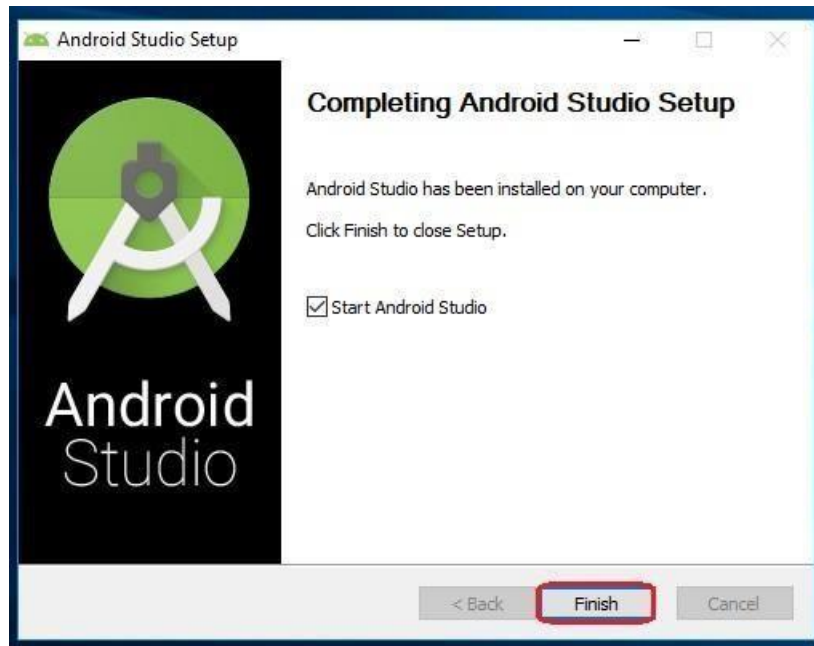 Android Studio Setup
Completing Android Studio Setup
Android Studio has been installed on your computer.
Click Finish to close Setup.
Start Android Studio
Android
Studio
< Back
Finish
Cancel